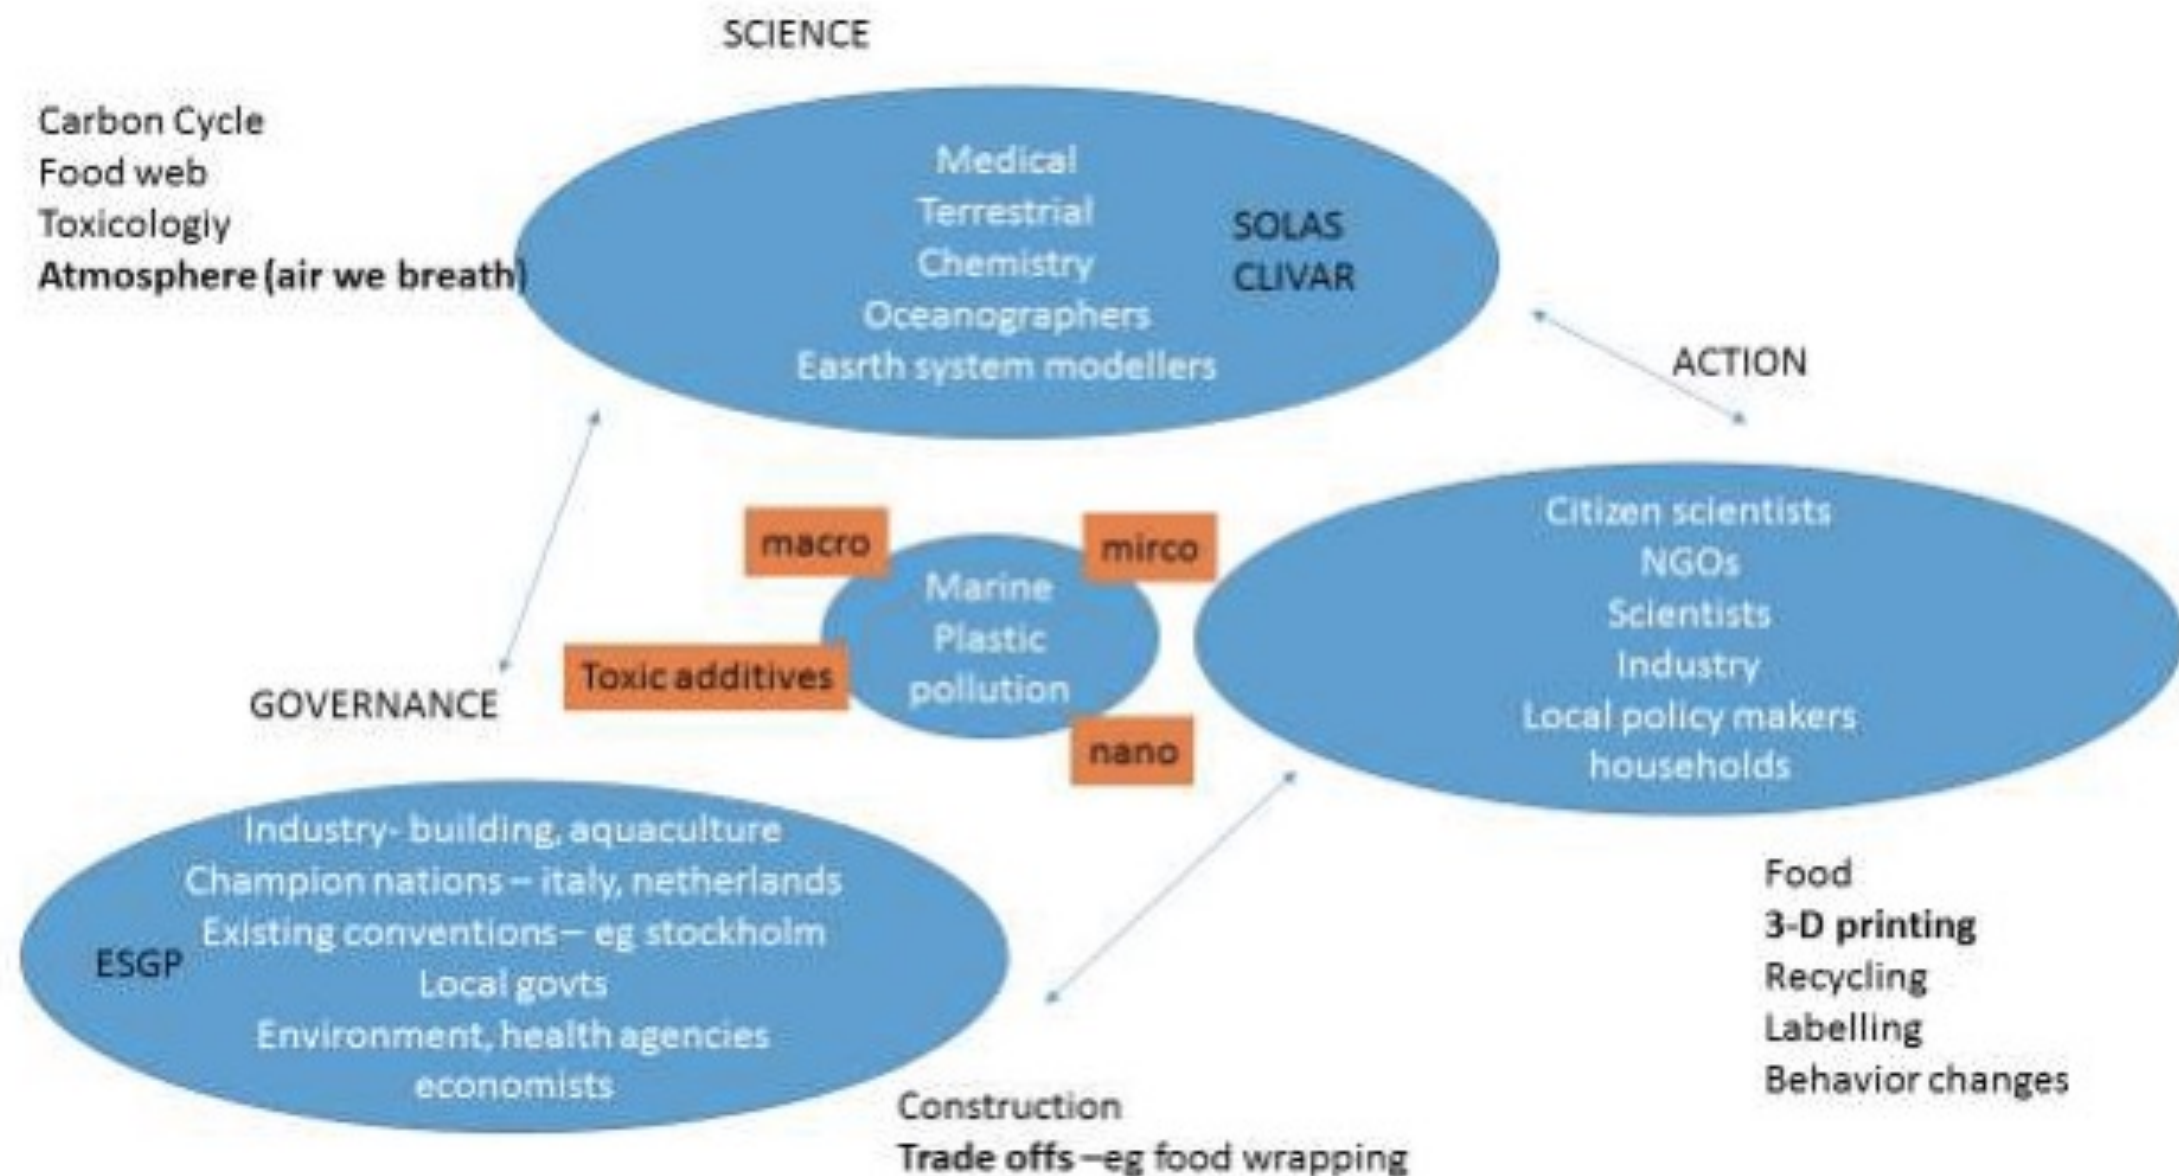 SCIENCE
Carbon Cycle
Food web
Toxicologiy
Atmosphere (air we breath)
Medical
Terrestrial
Chemistry
Oceanographers
Easrth system modellers
SOLAS
CLIVAR
ACTION
macro
mirco
Marine
Plastic
pollution
Toxic additives
nano
Citizen scientists
NGOs
Scientists
Industry
Local policy makers
households
GOVERNANCE
Industry- building, aquaculture
Champion nations – italy, netherlands
Existing conventions– eg stockholm
Local govts
Environment, health agencies
economists
ESGP
Food
3-D printing
Recycling
Labelling
Behavior changes
Construction
Trade offs –eg food wrapping